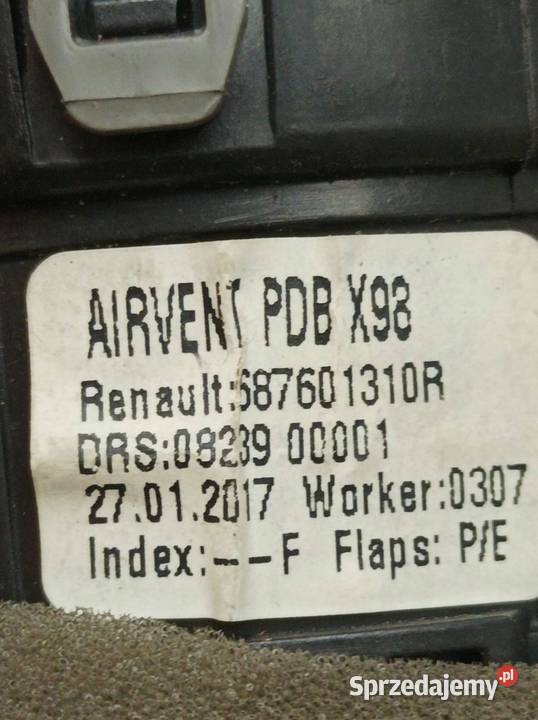 AIRVENT PDB X98
Renault:687601310R
DRS:08239 00001
27.01.2017 Worker:0307
Index:--F Flaps: P/E
Sprzedajemy.pl